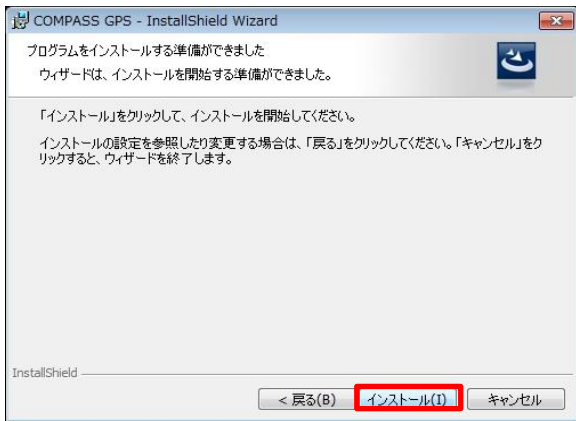 COMPASS GPS - InstallShield Wizard
プログラムをインストールする準備ができました
ウィザードは、インストールを開始する準備ができました。
「インストール」をクリックして、インストールを開始してください。
インストールの設定を参照したり変更する場合は、「戻る」をクリックしてください。「キャンセル」をク
リックすると、ウィザードを終了します。
InstallShield
< 戻る(B) インストール(I) キャンセル